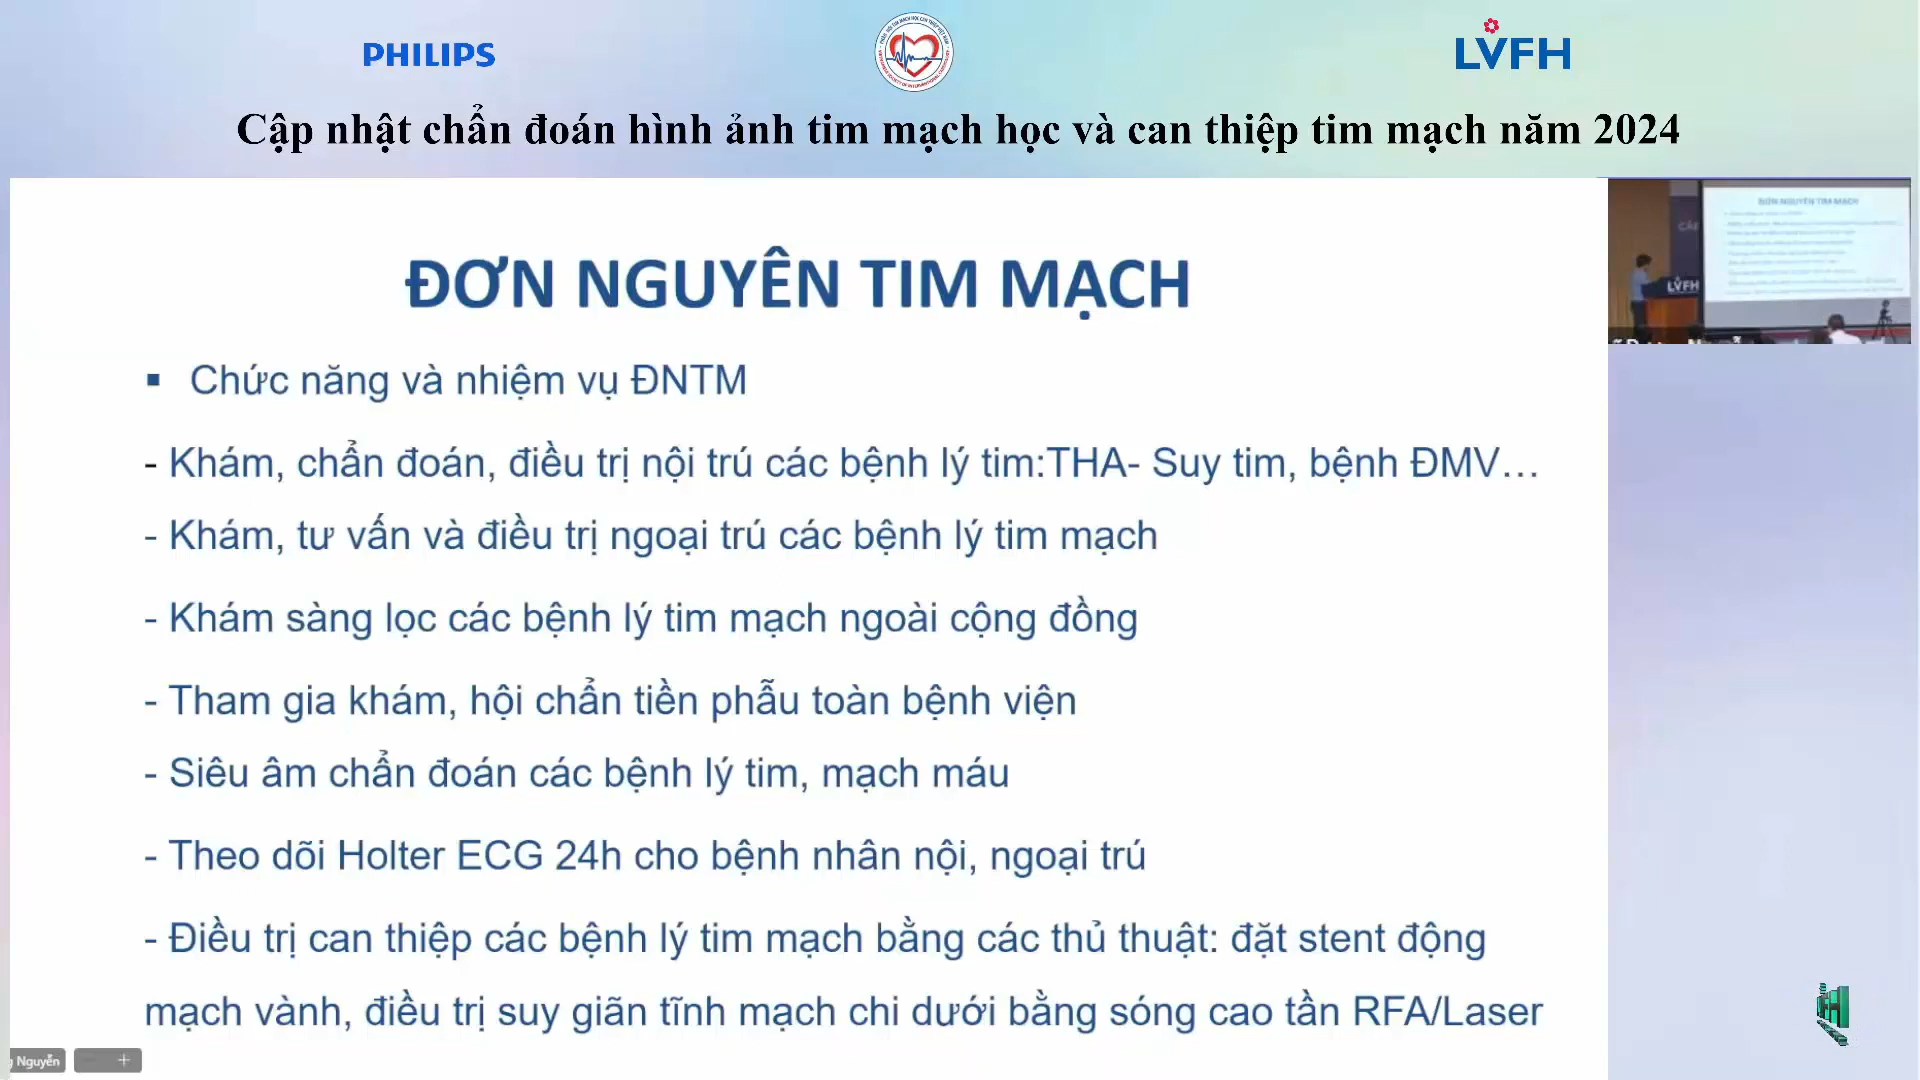 PHILIPS
LVFH
Cập nhật chẩn đoán hình ảnh tim mạch học và can thiệp tim mạch năm 2024
ĐƠN NGUYÊN TIM MẠCH
▪ Chức năng và nhiệm vụ ĐNTM
- Khám, chẩn đoán, điều trị nội trú các bệnh lý tim:THA- Suy tim, bệnh ĐMV…
- Khám, tư vấn và điều trị ngoại trú các bệnh lý tim mạch
- Khám sàng lọc các bệnh lý tim mạch ngoài cộng đồng
- Tham gia khám, hội chẩn tiền phẫu toàn bệnh viện
- Siêu âm chẩn đoán các bệnh lý tim, mạch máu
- Theo dõi Holter ECG 24h cho bệnh nhân nội, ngoại trú
- Điều trị can thiệp các bệnh lý tim mạch bằng các thủ thuật: đặt stent động
mạch vành, điều trị suy giãn tĩnh mạch chi dưới bằng sóng cao tần RFA/Laser
ĐƠN NGUYÊN TIM MẠCH
LVFH
Nguyễn